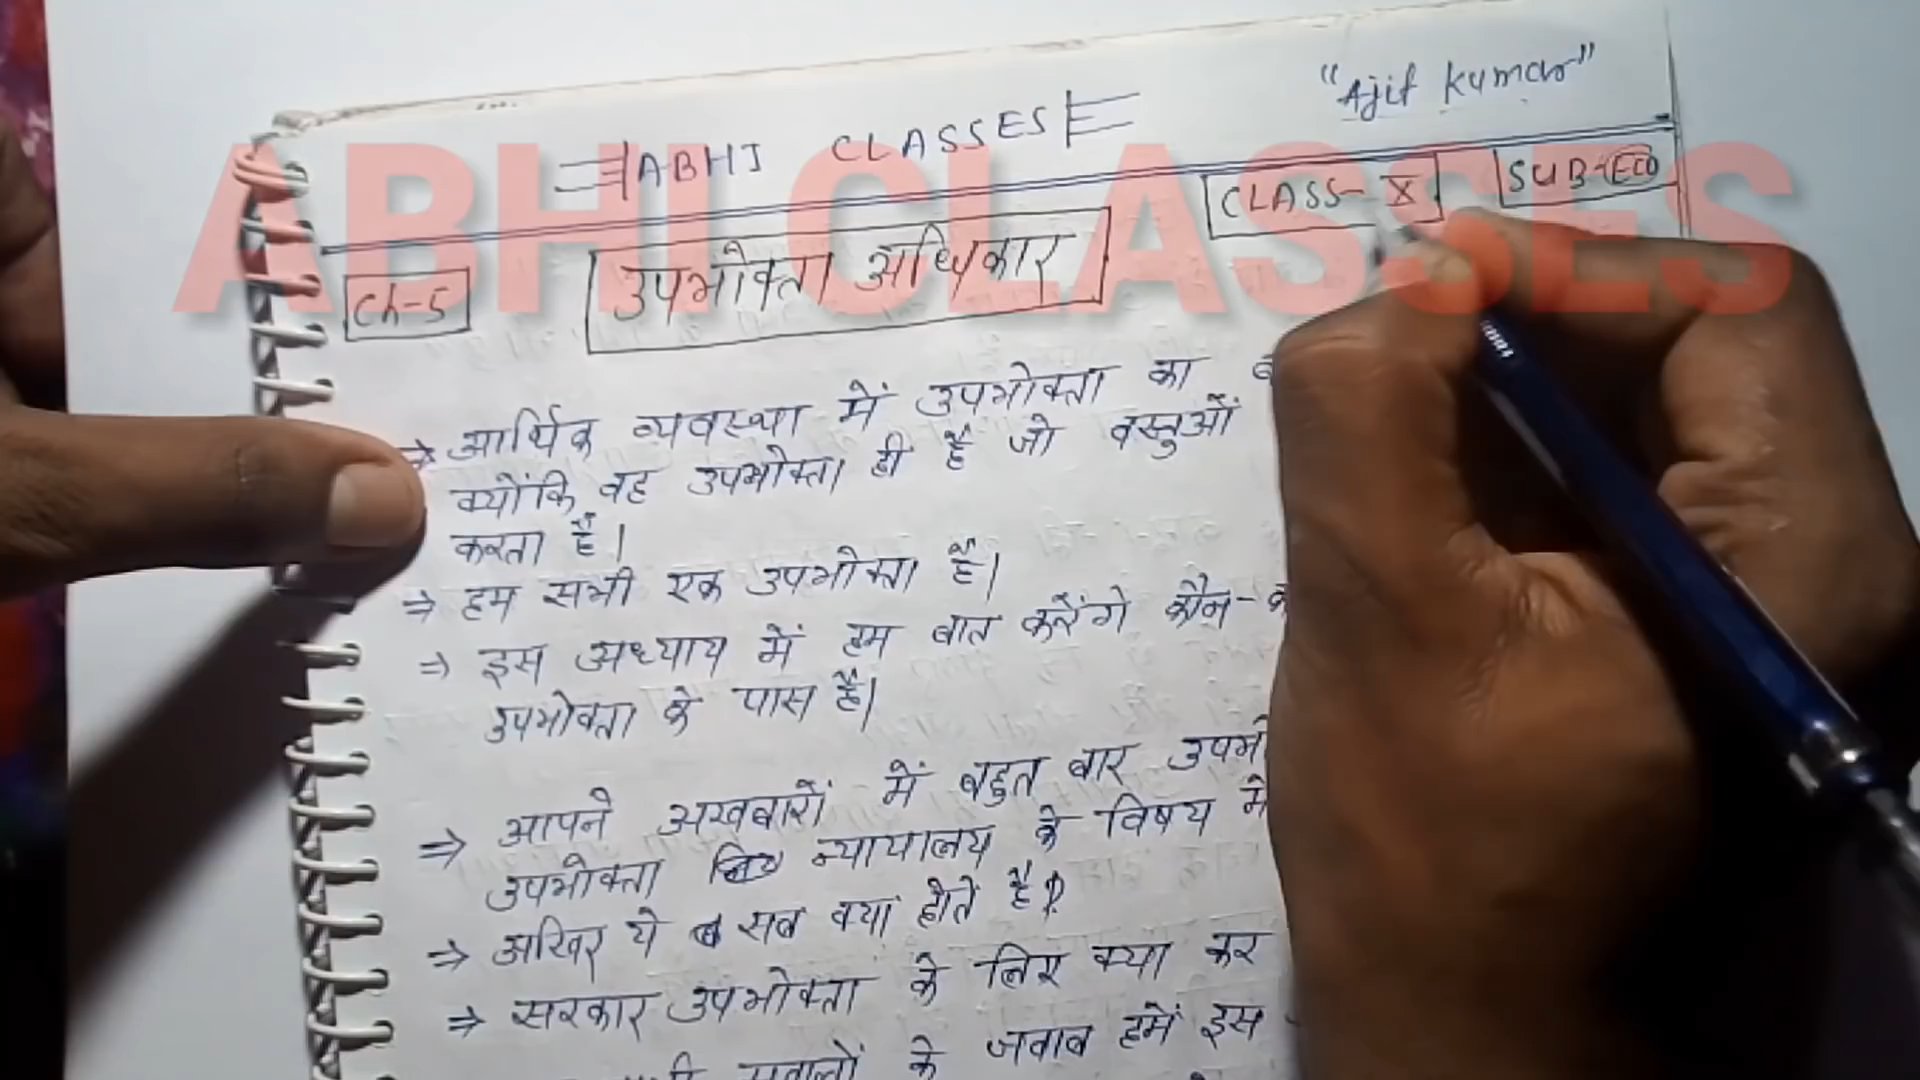 "Ajit Kumar"
ABHI CLASSES
ABHI CLASSES
CLASS- X
SUB-ECO
Ch-5
उपभोक्ता अधिकार
⇒ आर्थिक व्यवस्था में उपभोक्ता का
क्योंकि वह उपभोक्ता ही है जो वस्तुओं
करता है।
⇒ हम सभी एक उपभोक्ता है।
⇒ इस अध्याय में हम बात करेंगे कौन-
उपभोक्ता के पास है।
⇒ आपने अखबारों में बहुत बार
उपभोक्ता न्यायालय के विषय में
⇒ अखिर ये सब क्या होते है?
⇒ सरकार उपभोक्ता के लिए क्या कर
के जवाब हमें इस